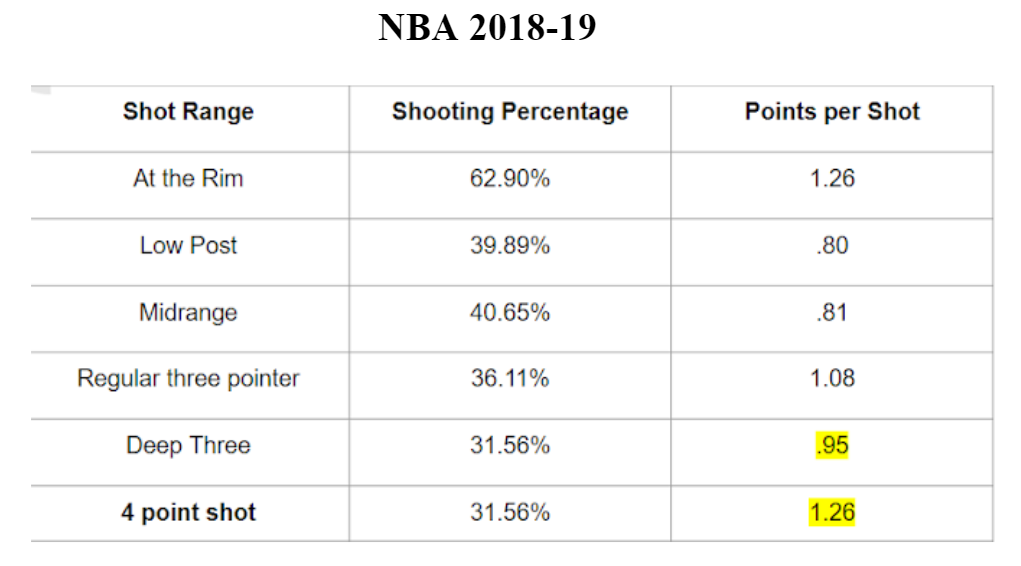 NBA 2018-19
Shot Range Shooting Percentage Points per Shot
At the Rim 62.90% 1.26
Low Post 39.89% .80
Midrange 40.65% .81
Regular three pointer 36.11% 1.08
Deep Three 31.56% .95
4 point shot 31.56% 1.26